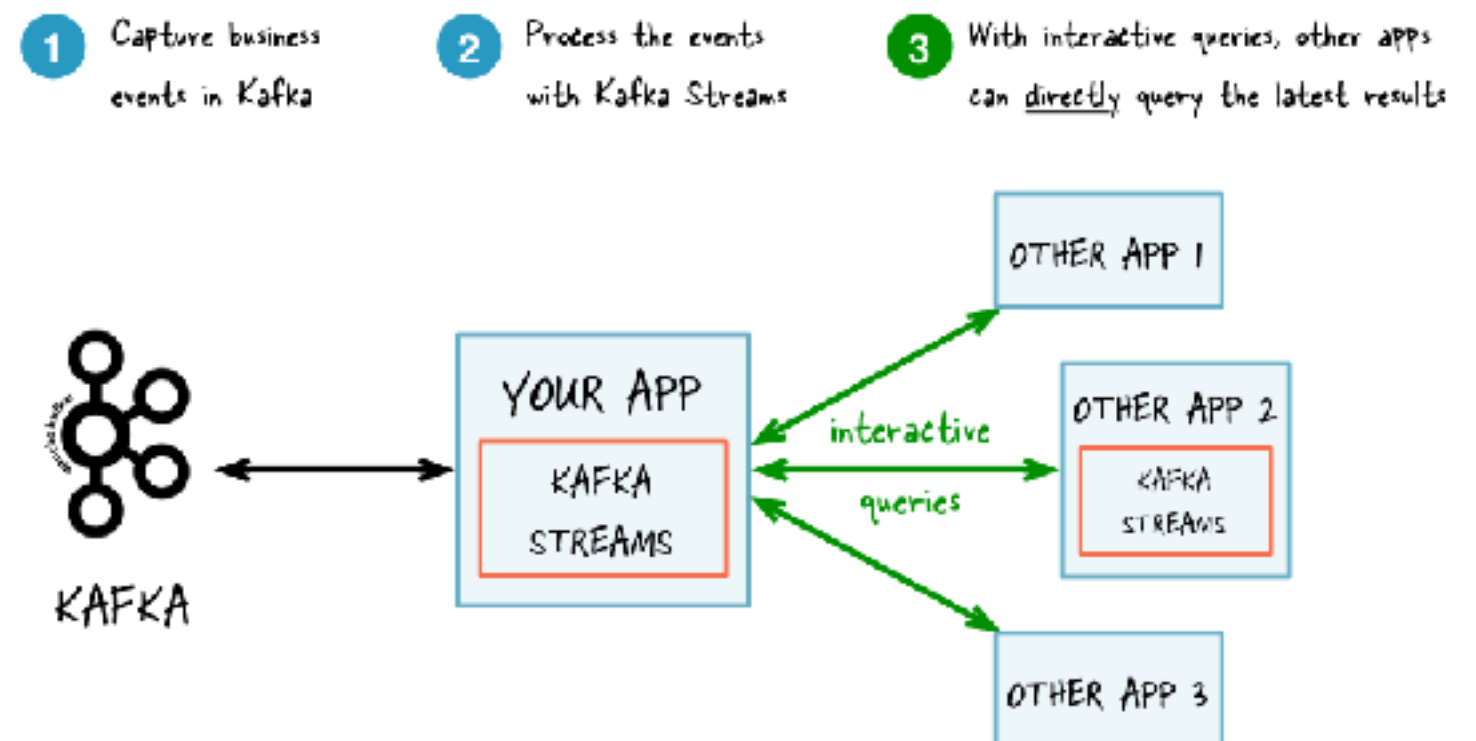 1
Capture business
events in Kafka
2
Process the events
with Kafka Streams
3
With interactive queries, other apps
can directly query the latest results
OTHER APP 1
YOUR APP
KAFKA
STREAMS
interactive
queries
OTHER APP 2
KAFKA
STREAMS
KAFKA
OTHER APP 3